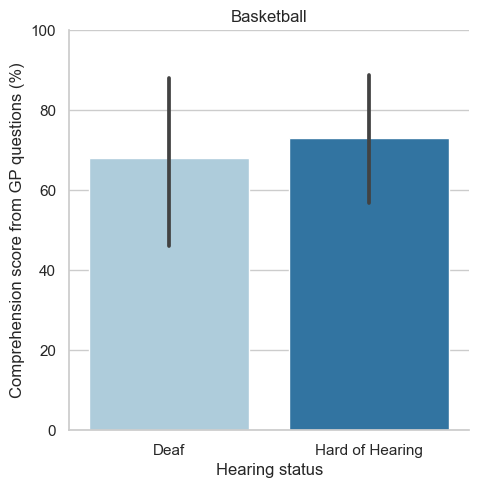 Basketball
100
80
60
40
20
0
Comprehension score from GP questions (%)
Deaf
Hard of Hearing
Hearing status